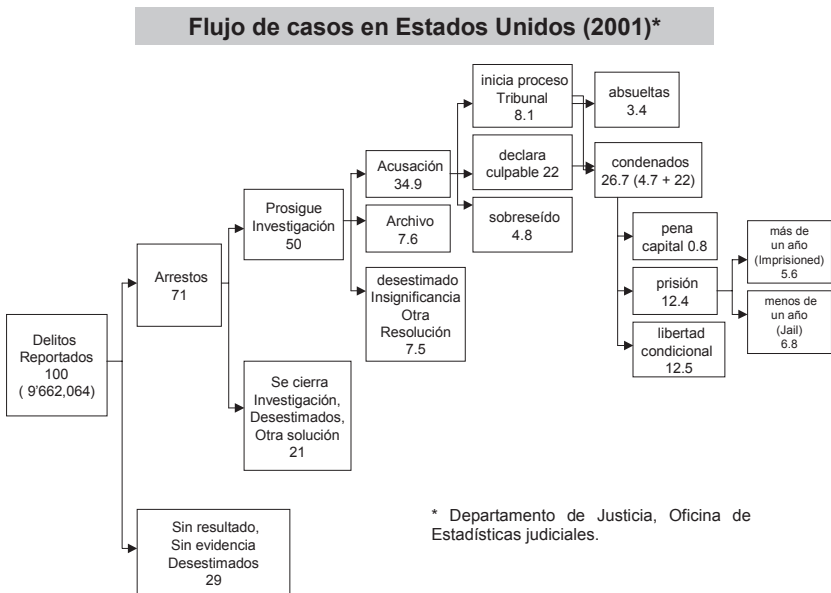 Flujo de casos en Estados Unidos (2001)*
inicia proceso
Tribunal
8.1
absueltas
3.4
Acusación
34.9
declara
culpable 22
condenados
26.7 (4.7 + 22)
Prosigue
Investigación
50
Archivo
7.6
sobreseído
4.8
pena
capital 0.8
más de
un año
(Imprisioned)
5.6
Arrestos
71
desestimado
Insignificancia
Otra
Resolución
7.5
prisión
12.4
menos de
un año
(Jail)
6.8
Delitos
Reportados
100
( 9'662,064)
libertad
condicional
12.5
Se cierra
Investigación,
Desestimados,
Otra solución
21
Sin resultado,
Sin evidencia
Desestimados
29
* Departamento de Justicia, Oficina de
Estadísticas judiciales.